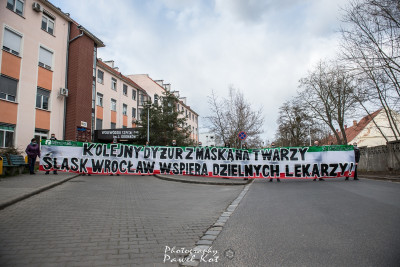 KOLEJNY DYŻUR Z MASKĄ NA TWARZY
ŚLĄSK WROCŁAW WSPIERA DZIELNYCH LEKARZY!
Photography
Paweł Kot